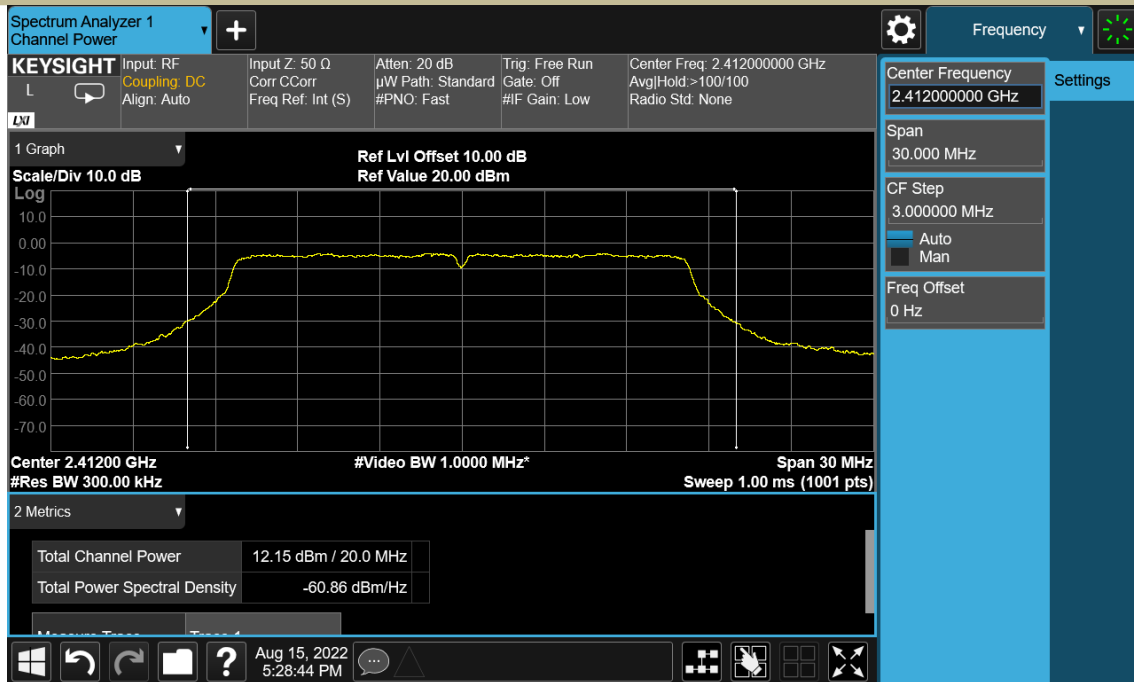 Spectrum Analyzer 1
Channel Power
+
Frequency
KEYSIGHT
L
LXI
Input: RF
Coupling: DC
Align: Auto
Input Z: 50 Ω
Corr CCorr
Freq Ref: Int (S)
Atten: 20 dB
µW Path: Standard
#PNO: Fast
Trig: Free Run
Gate: Off
#IF Gain: Low
Center Freq: 2.412000000 GHz
Avg|Hold:>100/100
Radio Std: None
Center Frequency
2.412000000 GHz
Settings
Span
30.000 MHz
CF Step
3.000000 MHz
Auto
Man
Freq Offset
0 Hz
1 Graph
Scale/Div 10.0 dB
Ref Lvl Offset 10.00 dB
Ref Value 20.00 dBm
Log
10.0
0.00
-10.0
-20.0
-30.0
-40.0
-50.0
-60.0
-70.0
Center 2.41200 GHz
#Video BW 1.0000 MHz*
Span 30 MHz
#Res BW 300.00 kHz
Sweep 1.00 ms (1001 pts)
2 Metrics
Total Channel Power 12.15 dBm / 20.0 MHz
Total Power Spectral Density -60.86 dBm/Hz
Measure Trace Trace 1
?
Aug 15, 2022
5:28:44 PM